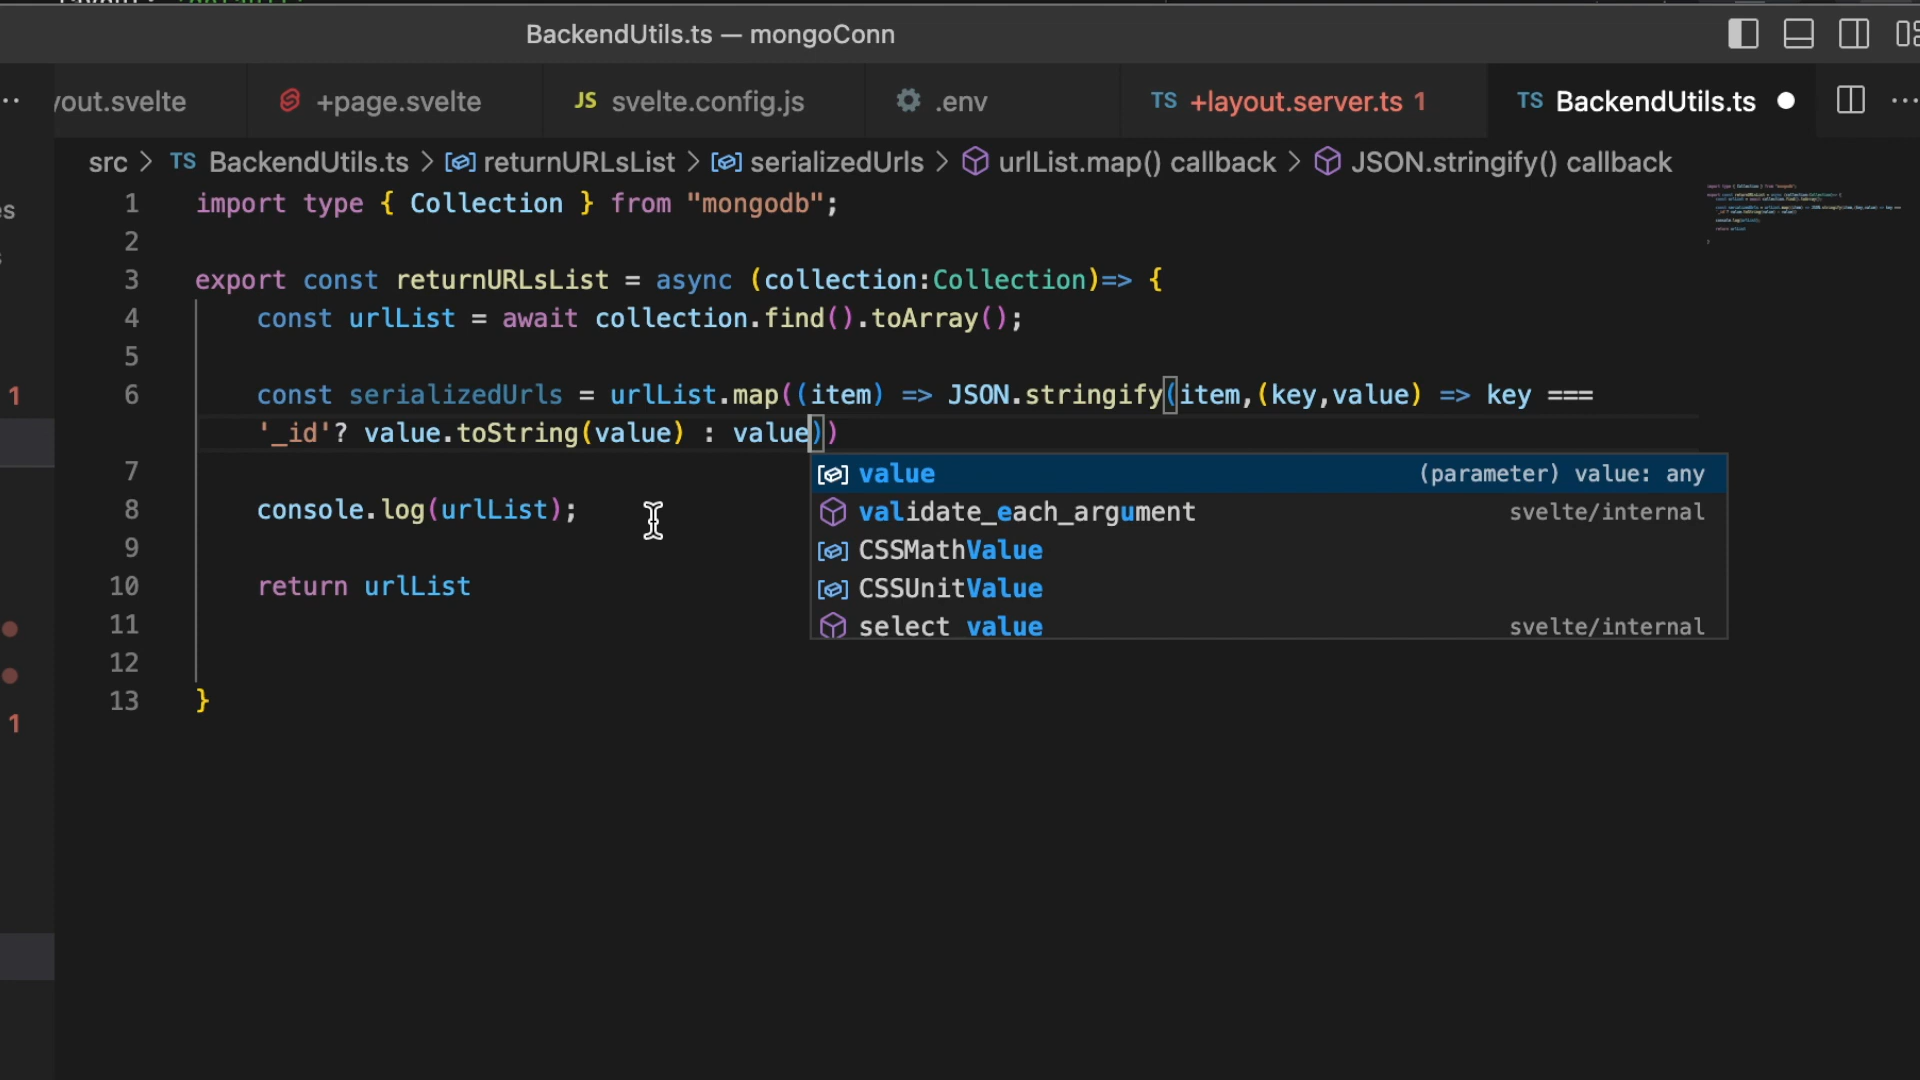 BackendUtils.ts — mongoConn
yout.svelte +page.svelte JS svelte.config.js .env TS +layout.server.ts 1 TS BackendUtils.ts
src > TS BackendUtils.ts > returnURLsList > serializedUrls > urlList.map() callback > JSON.stringify() callback
1 import type { Collection } from "mongodb";
2
3 export const returnURLsList = async (collection:Collection)=> {
4 const urlList = await collection.find().toArray();
5
6 const serializedUrls = urlList.map((item) => JSON.stringify(item,(key,value) => key ===
'_id'? value.toString(value) : value))
7
8 console.log(urlList);
9
10 return urlList
11
12
13 }
value (parameter) value: any
validate_each_argument svelte/internal
CSSMathValue
CSSUnitValue
select_value svelte/internal
es
1
1